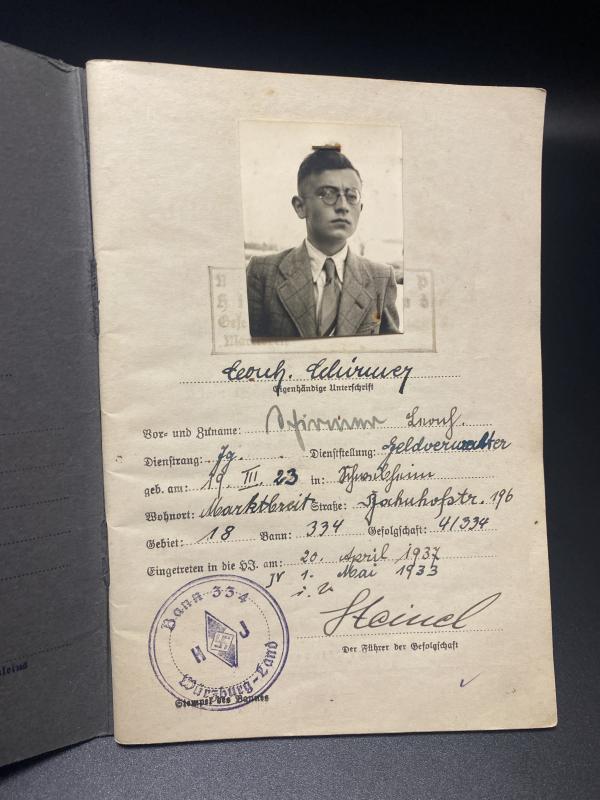 Leonh. Schirmer
Eigenhändige Unterschrift
Vor- und Zuname: Schirmer Leonh.
Dienstrang: Jg. Dienststellung: Geldverwalter
geb. am: 19 III. 23 in:
Wohnort: Marktbreit Straße: Bahnhofstr. 196
Gebiet: 18 Bann: 334 Gefolgschaft: 4/334
Eingetreten in die HJ. am: 20. April 1937
JV 1. Mai 1933
i. V.
Heinel
Der Führer der Gefolgschaft
Bann 334
H J
Würzburg-Land
Stempel des Bannes